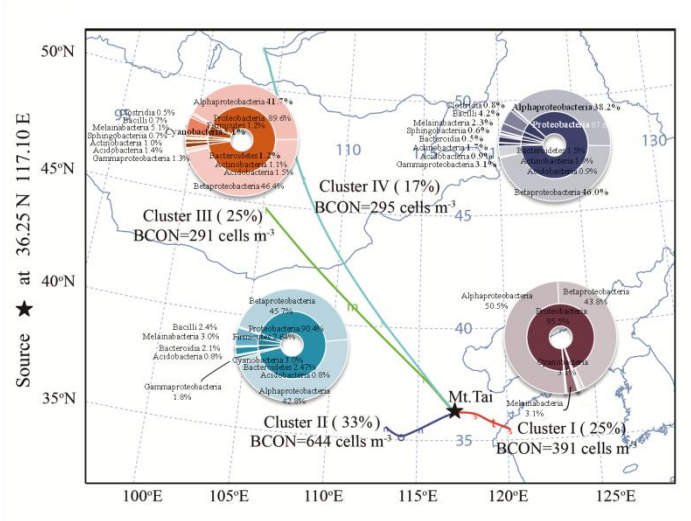 50°N
45°N
40°N
35°N
Source ★ at 36.25 N 117.10 E
100°E
105°E
110°E
115°E
120°E
125°E
110
130
50
45
40
35
Alphaproteobacteria 41.7%
Proteobacteria 89.6%
Firmicutes 1.2%
Clostridia 0.5%
Bacilli 0.7%
Melainabacteria 5.1%
Cyanobacteria
Sphingobacteria 0.7%
Actinobacteria 1.0%
Acidobacteria 1.4%
Gammaproteobacteria 1.3%
Bacteroidetes 1.2%
Actinobacteria 1.1%
Acidobacteria 1.5%
Betaproteobacteria 46.4%
Cluster III ( 25%)
BCON=291 cells m⁻³
Clostridia 0.8%
Bacilli 4.2%
Melainabacteria 2.3%
Sphingobacteria 0.6%
Bacteroidia 0.5%
Actinobacteria 1.7%
Acidobacteria 0.9%
Gammaproteobacteria 3.1%
Alphaproteobacteria 38.2%
Proteobacteria
Bacteroidetes
Actinobacteria
Acidobacteria 0.9%
Betaproteobacteria 46.0%
Cluster IV ( 17%)
BCON=295 cells m⁻³
Betaproteobacteria
45.7%
Proteobacteria 90.4%
Bacilli 2.4%
Firmicutes
Melainabacteria 3.0%
Bacteroidia 2.1%
Acidobacteria 0.8%
Cyanobacteria 3.0%
Bacteroidetes 2.47%
Acidobacteria 0.8%
Gammaproteobacteria
1.8%
Alphaproteobacteria
42.8%
Cluster II ( 33%)
BCON=644 cells m⁻³
Alphaproteobacteria
50.5%
Betaproteobacteria
43.8%
Proteobacteria
Cyanobacteria
Melainabacteria
3.1%
Mt.Tai
Cluster I ( 25%)
BCON=391 cells m⁻³